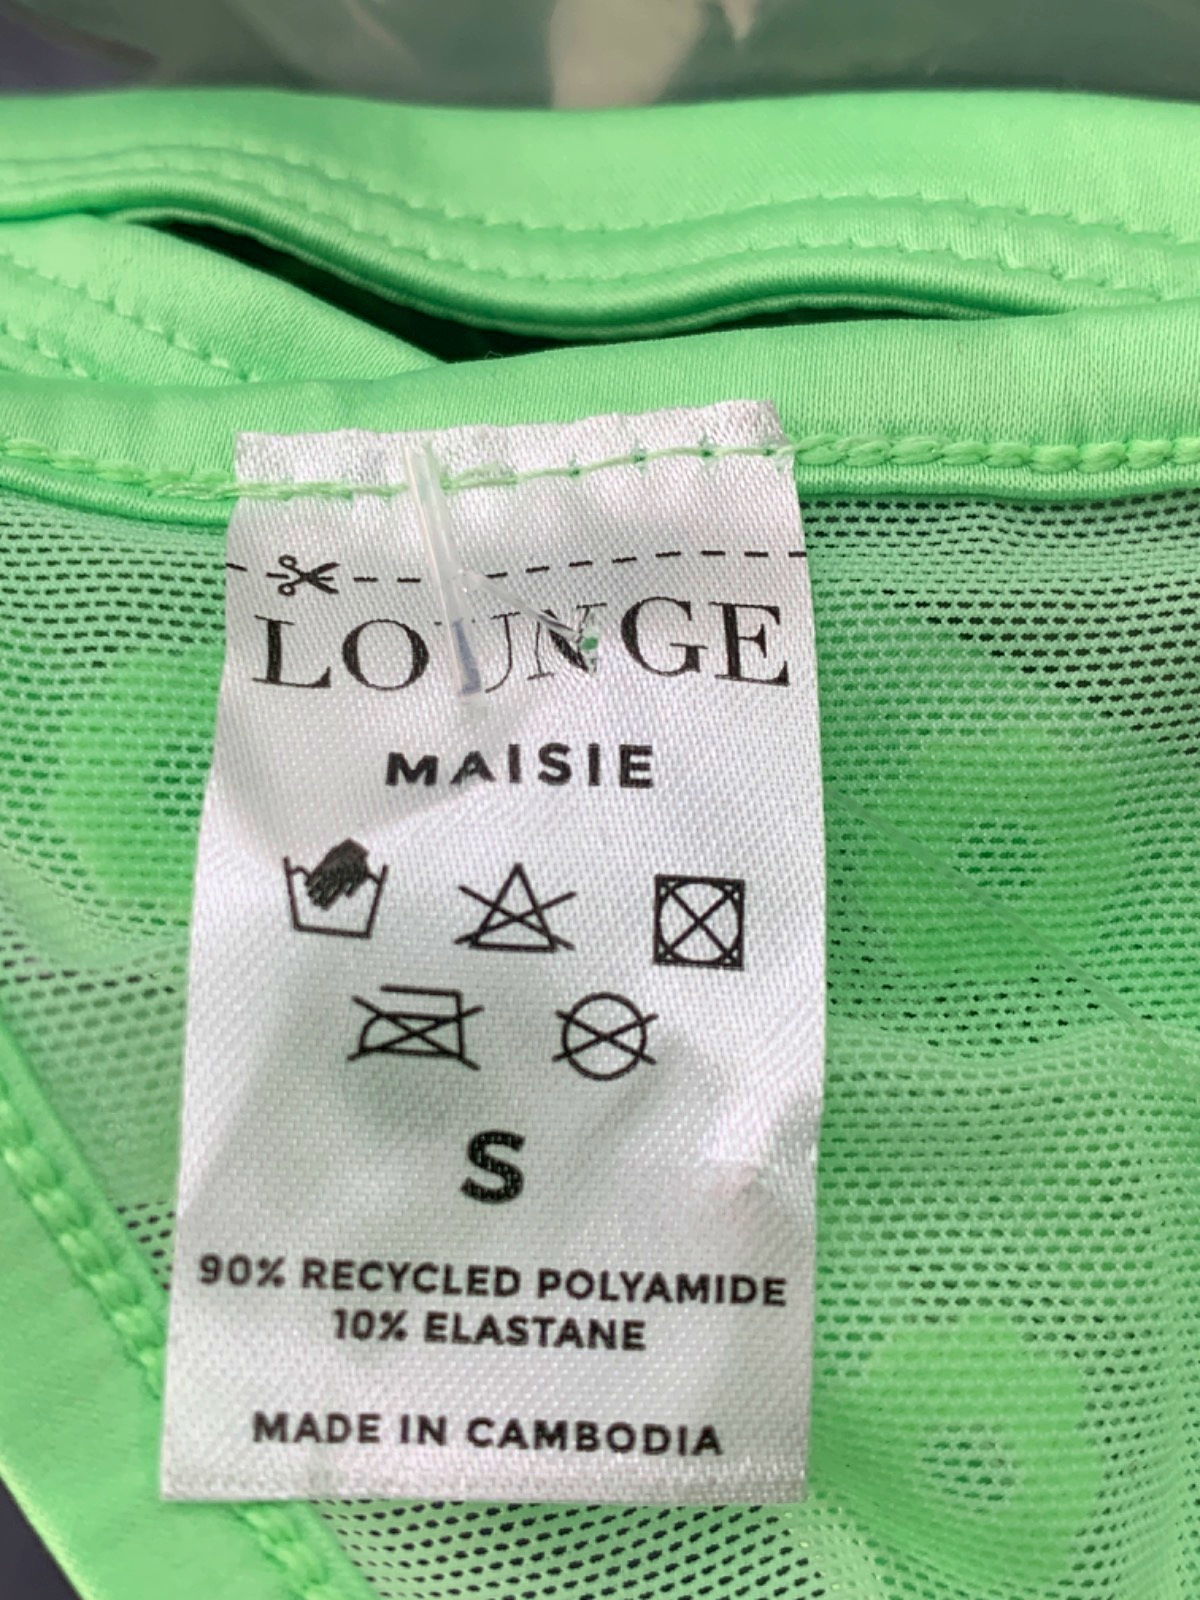 LOUNGE
MAISIE
S
90% RECYCLED POLYAMIDE
10% ELASTANE
MADE IN CAMBODIA